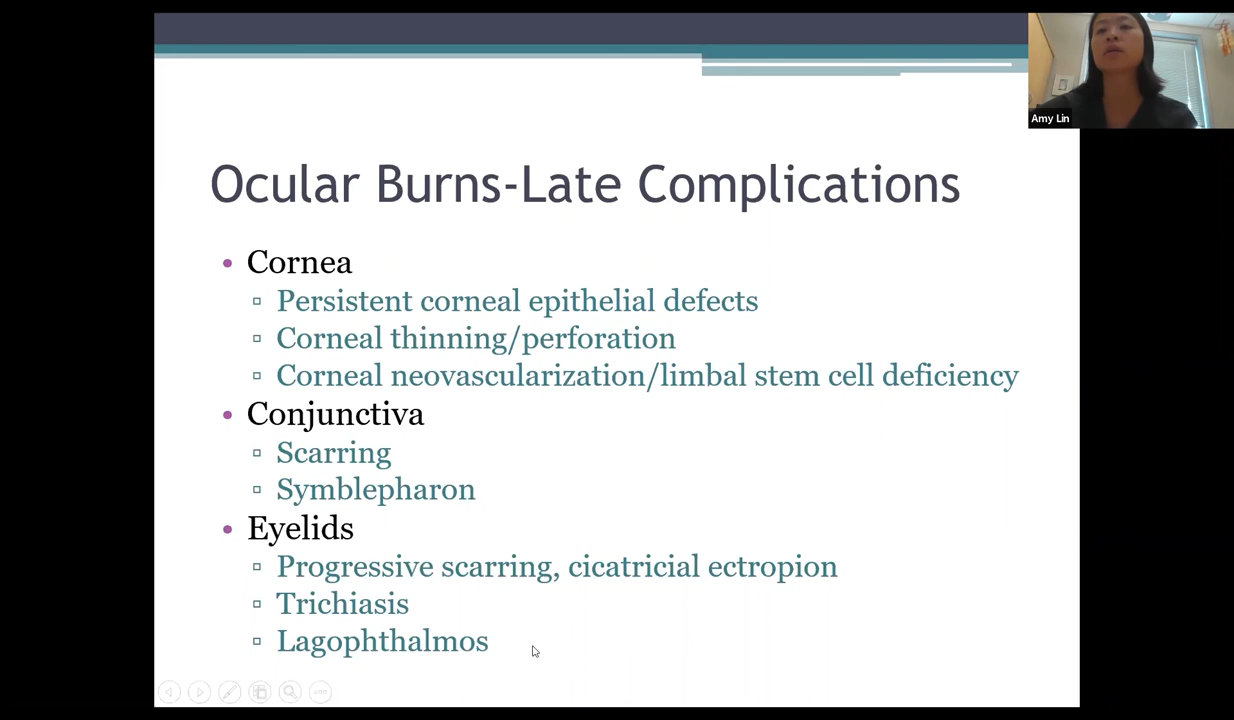 Amy Lin
Ocular Burns-Late Complications
Cornea
Persistent corneal epithelial defects
Corneal thinning/perforation
Corneal neovascularization/limbal stem cell deficiency
Conjunctiva
Scarring
Symblepharon
Eyelids
Progressive scarring, cicatricial ectropion
Trichiasis
Lagophthalmos